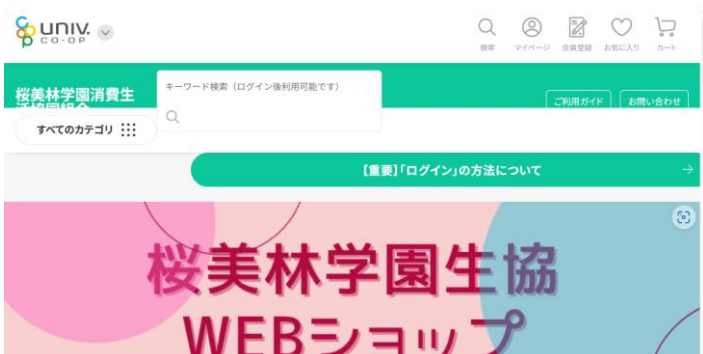 univ.
CO-OP
検索
マイページ
会員登録
お気に入り
カート
桜美林学園消費生
活協同組合
キーワード検索（ログイン後利用可能です）
ご利用ガイド
お問い合わせ
すべてのカテゴリ
【重要】「ログイン」の方法について
桜美林学園生協
WEBショップ